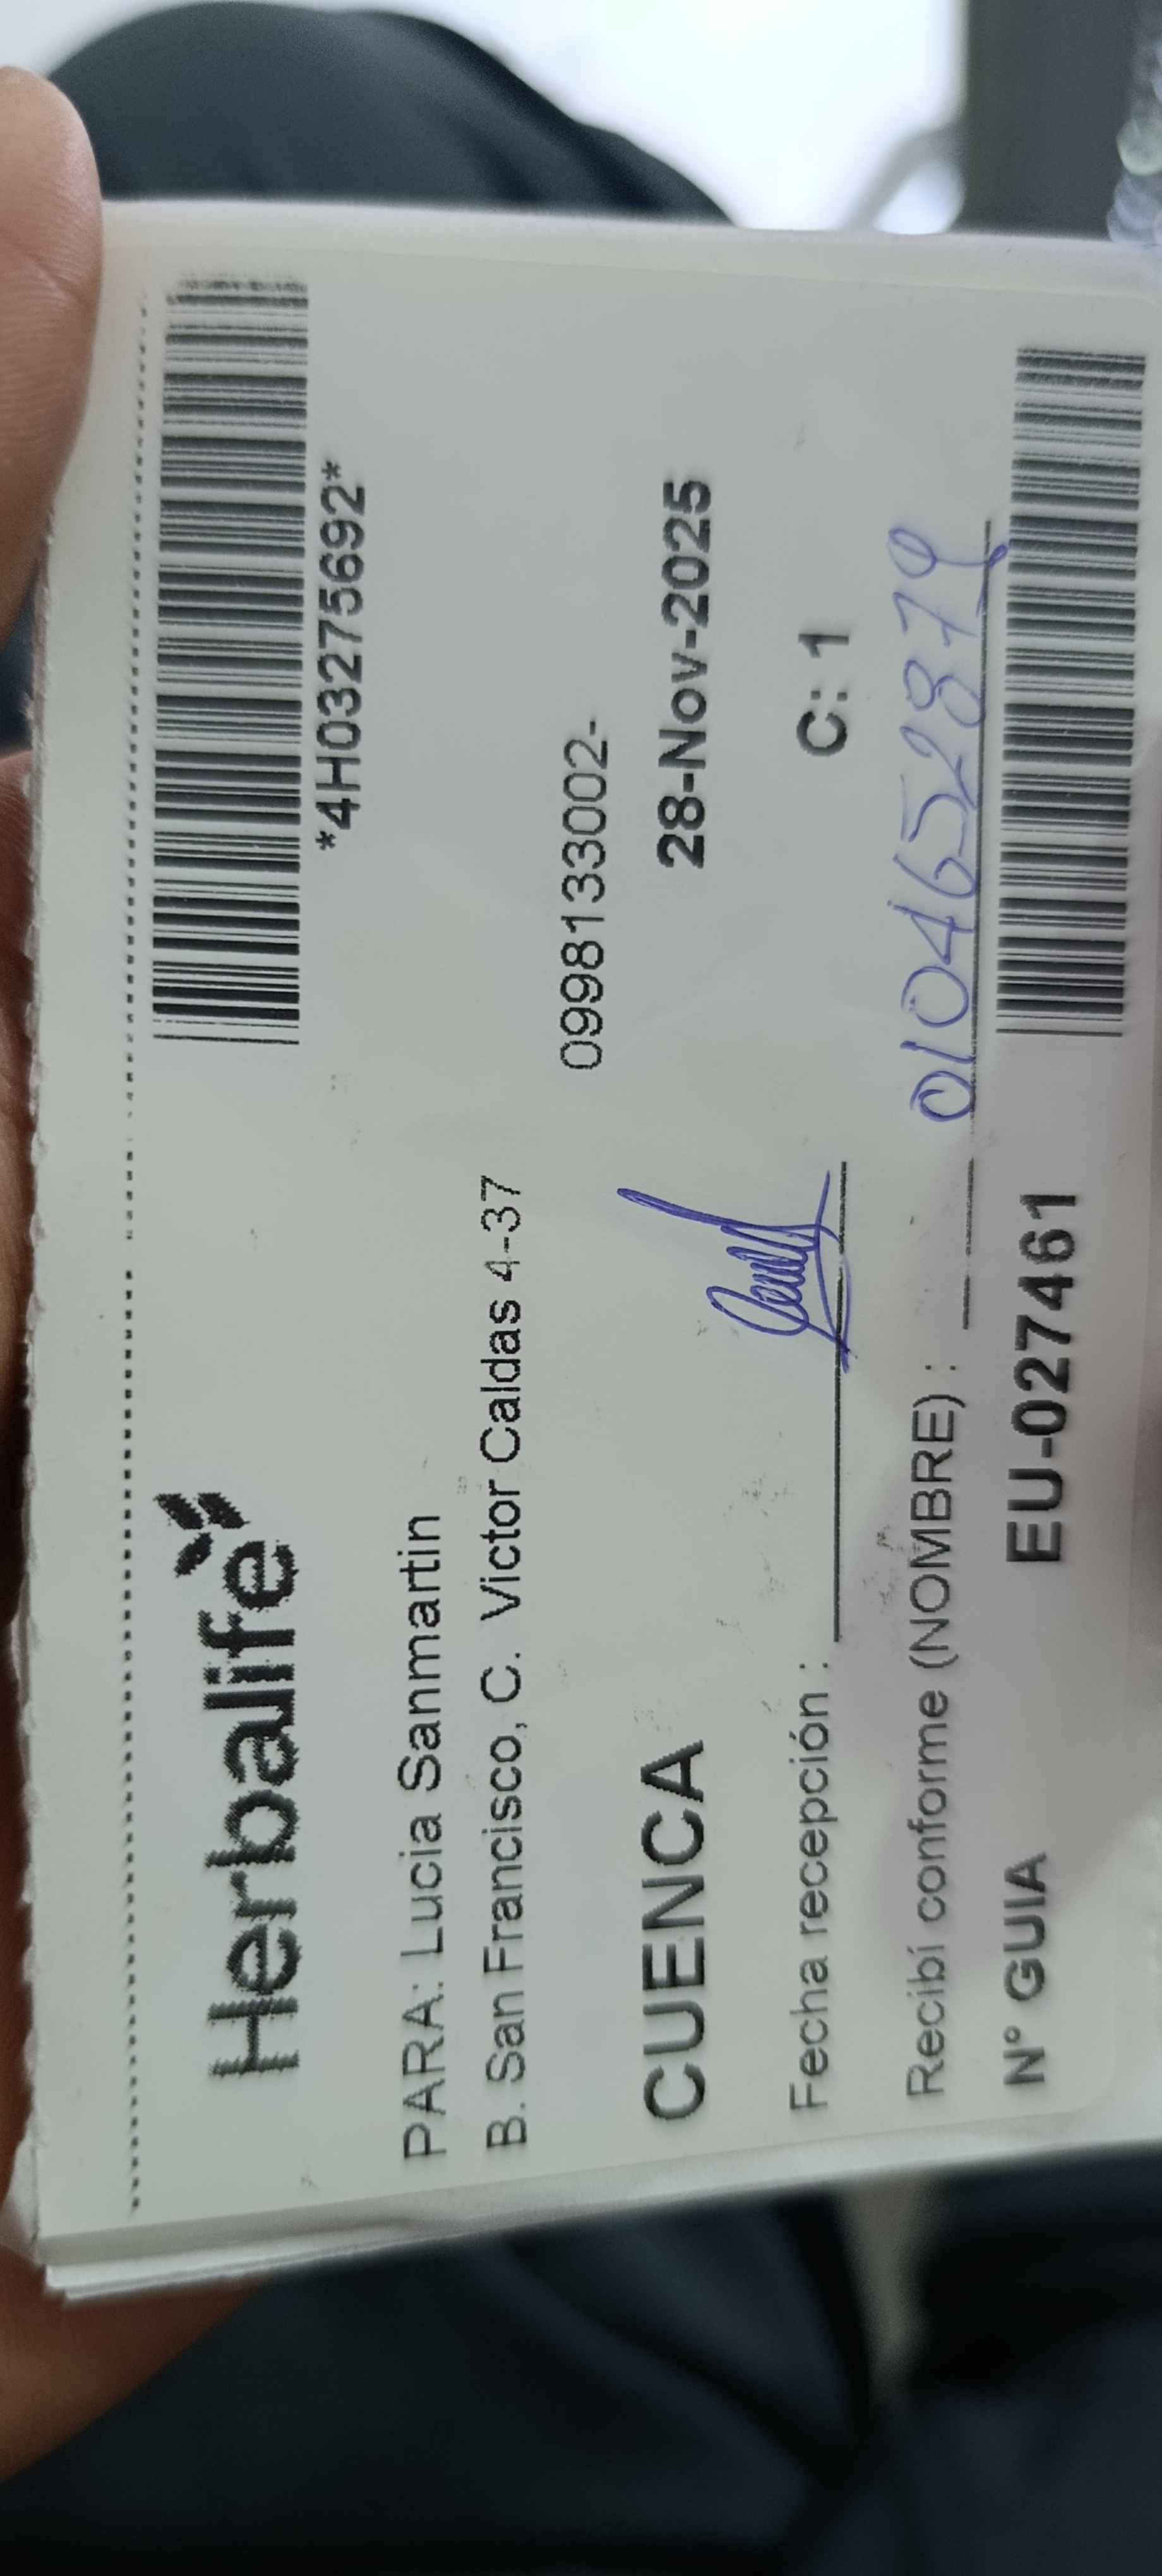 Herbalife
*4H03275692*
PARA: Lucia Sanmartin
B. San Francisco, C. Victor Caldas 4-37
0998133002-
CUENCA 28-Nov-2025
Fecha recepción : C: 1
Recibí conforme (NOMBRE) : 0104652879
Nº GUIA EU-027461